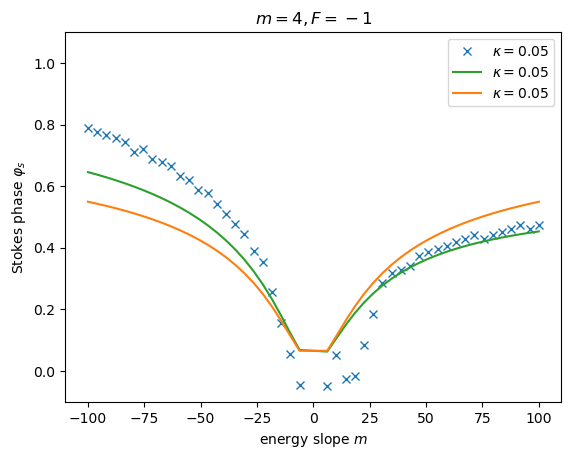 m = 4, F = −1
κ = 0.05
κ = 0.05
κ = 0.05
Stokes phase φₛ
1.0
0.8
0.6
0.4
0.2
0.0
−100
−75
−50
−25
0
25
50
75
100
energy slope m